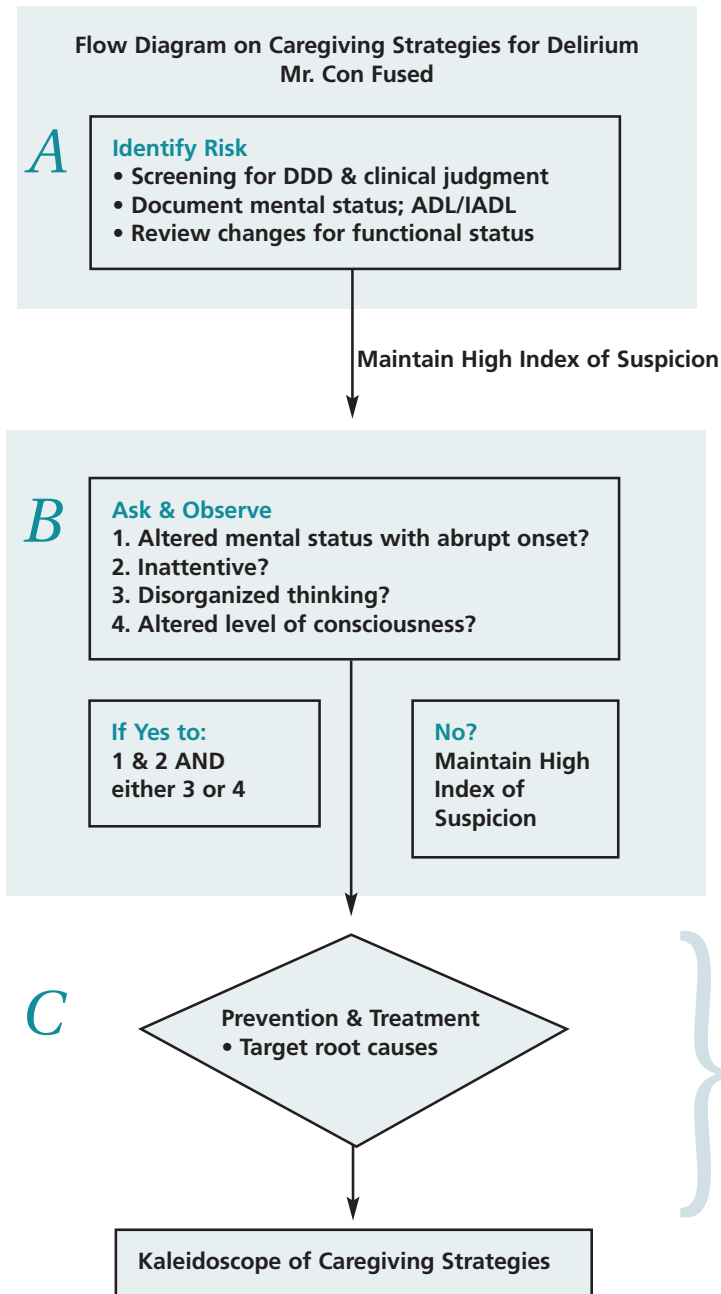 Flow Diagram on Caregiving Strategies for Delirium
Mr. Con Fused
A
Identify Risk
• Screening for DDD & clinical judgment
• Document mental status; ADL/IADL
• Review changes for functional status
Maintain High Index of Suspicion
B
Ask & Observe
1. Altered mental status with abrupt onset?
2. Inattentive?
3. Disorganized thinking?
4. Altered level of consciousness?
If Yes to:
1 & 2 AND
either 3 or 4
No?
Maintain High
Index of
Suspicion
C
Prevention & Treatment
• Target root causes
Kaleidoscope of Caregiving Strategies